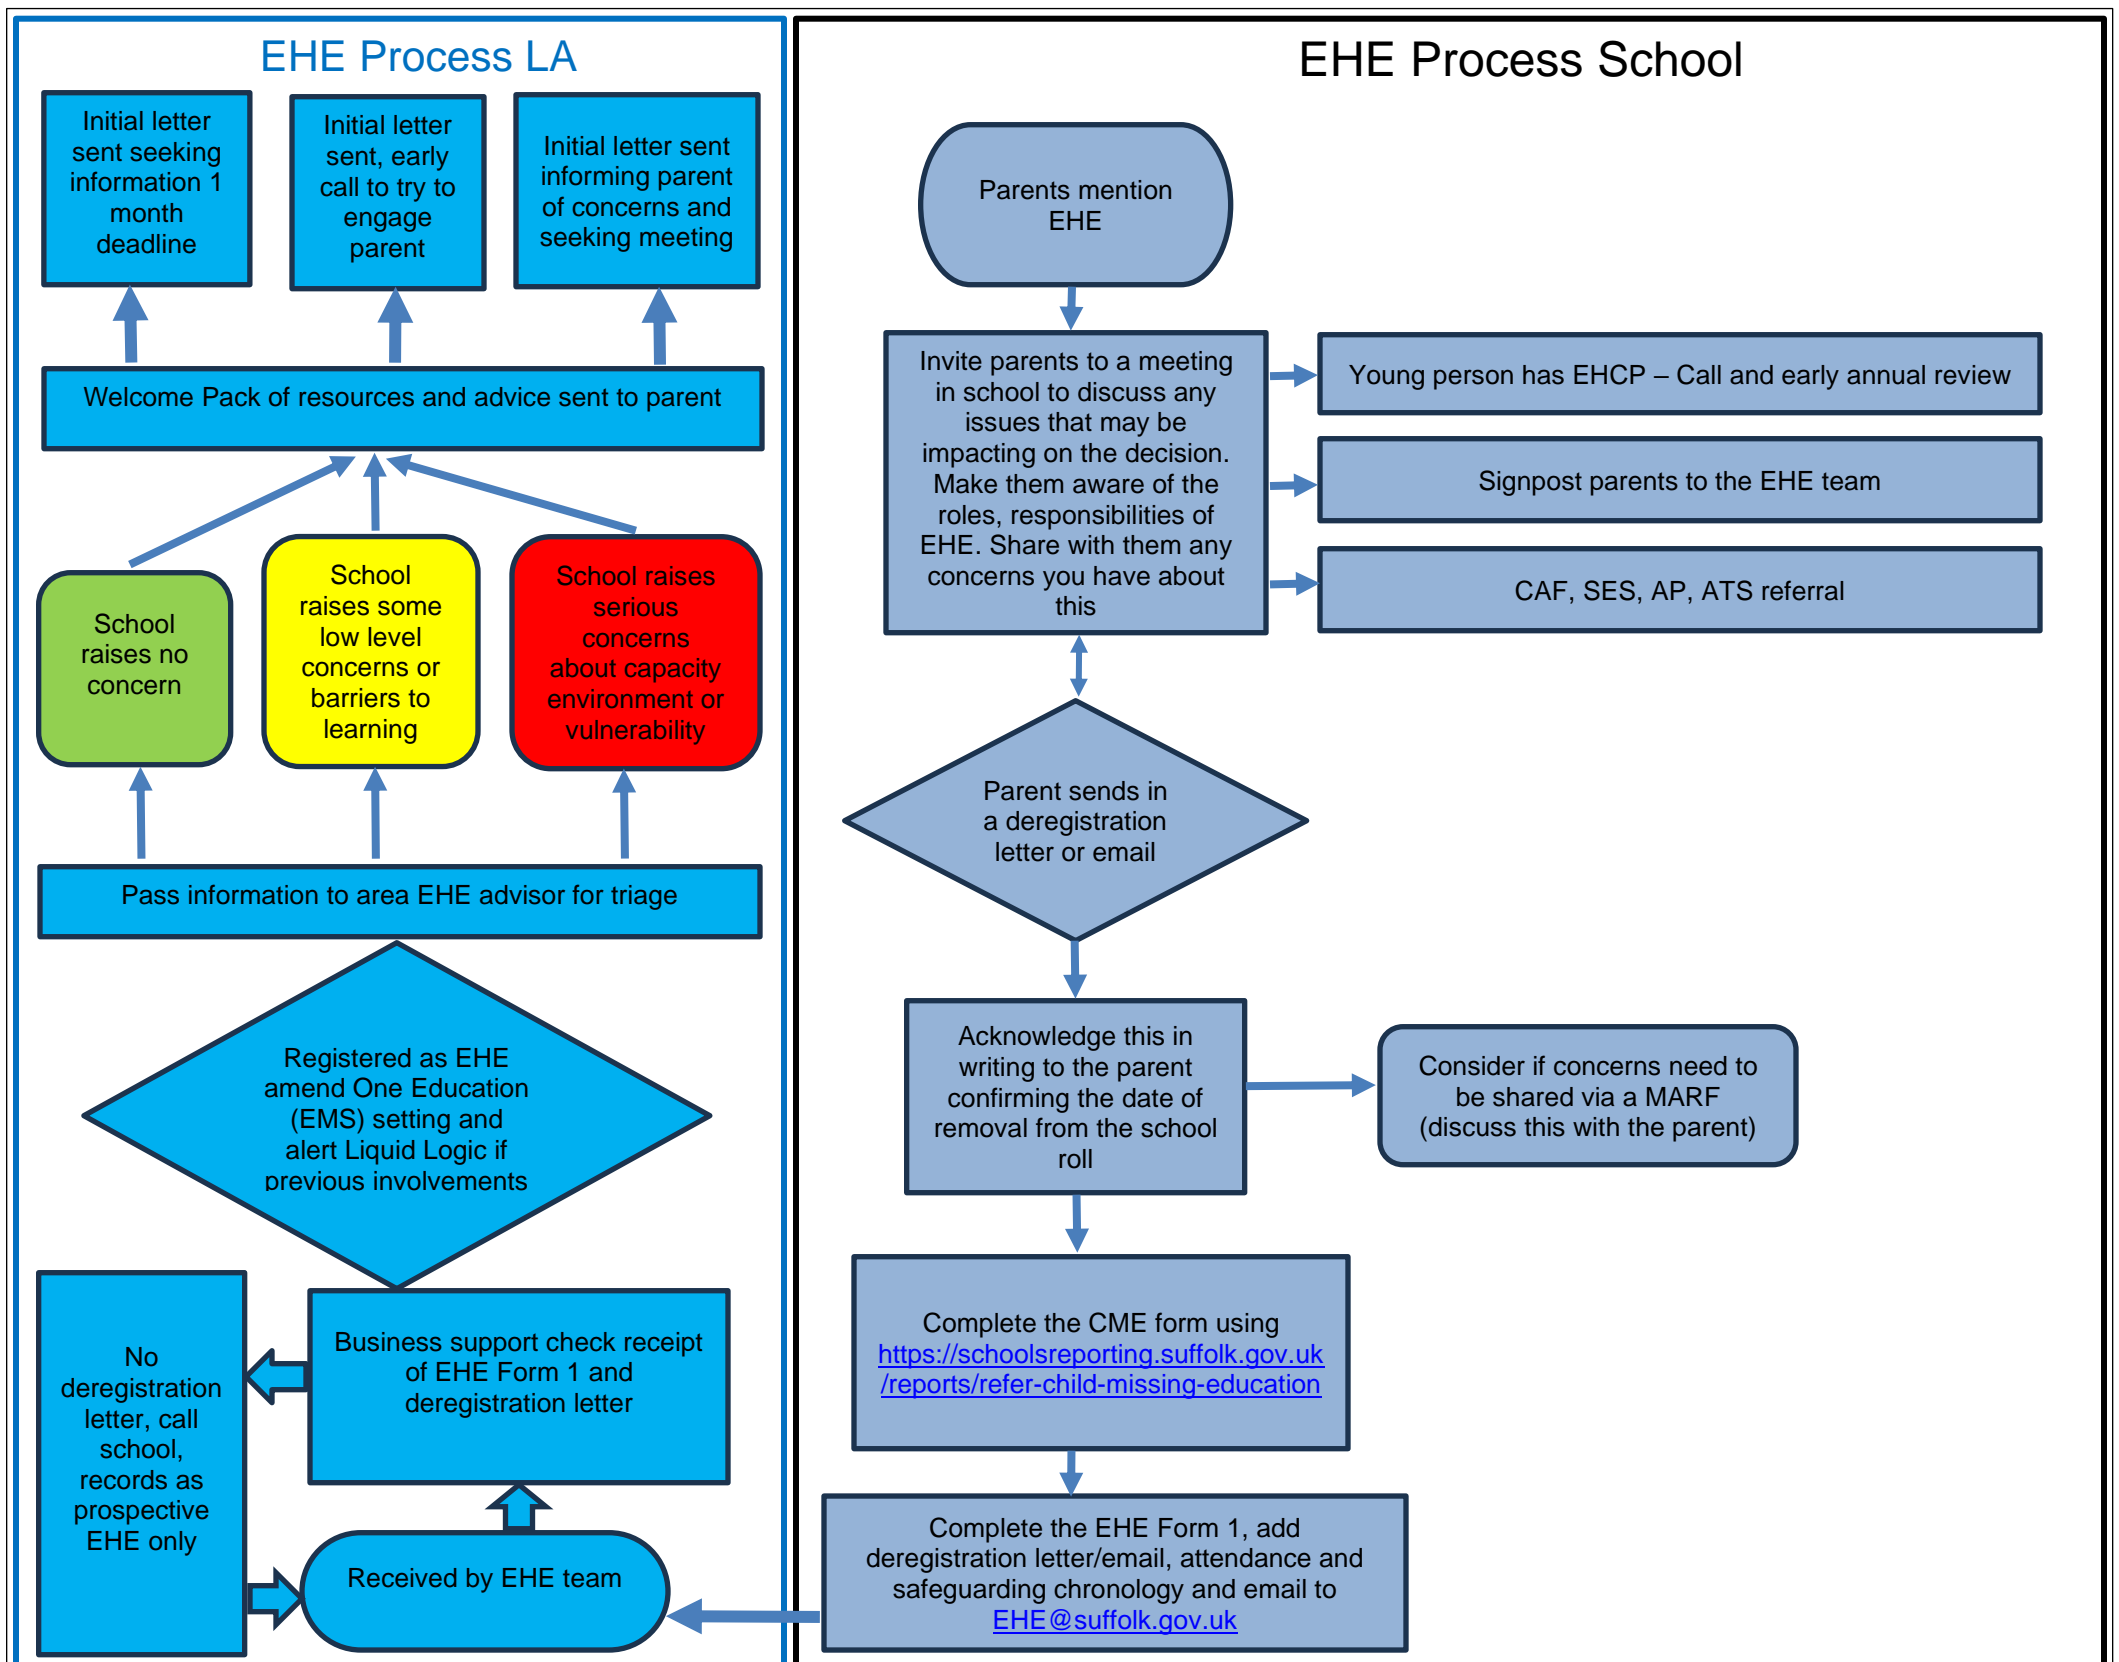 EHE Process LA
Initial letter
sent seeking
information 1
month
deadline
Initial letter
sent, early
call to try to
engage
parent
Initial letter sent
informing parent
of concerns and
seeking meeting
Welcome Pack of resources and advice sent to parent
School
raises no
concern
School
raises some
low level
concerns or
barriers to
learning
School raises
serious
concerns
about capacity
environment or
vulnerability
Pass information to area EHE advisor for triage
Registered as EHE
amend One Education
(EMS) setting and
alert Liquid Logic if
previous involvements
No
deregistration
letter, call
school,
records as
prospective
EHE only
Business support check receipt
of EHE Form 1 and
deregistration letter
Received by EHE team
EHE Process School
Parents mention
EHE
Invite parents to a meeting
in school to discuss any
issues that may be
impacting on the decision.
Make them aware of the
roles, responsibilities of
EHE. Share with them any
concerns you have about
this
Young person has EHCP – Call and early annual review
Signpost parents to the EHE team
CAF, SES, AP, ATS referral
Parent sends in
a deregistration
letter or email
Acknowledge this in
writing to the parent
confirming the date of
removal from the school
roll
Consider if concerns need to
be shared via a MARF
(discuss this with the parent)
Complete the CME form using
https://schoolsreporting.suffolk.gov.uk
/reports/refer-child-missing-education
Complete the EHE Form 1, add
deregistration letter/email, attendance and
safeguarding chronology and email to
EHE@suffolk.gov.uk